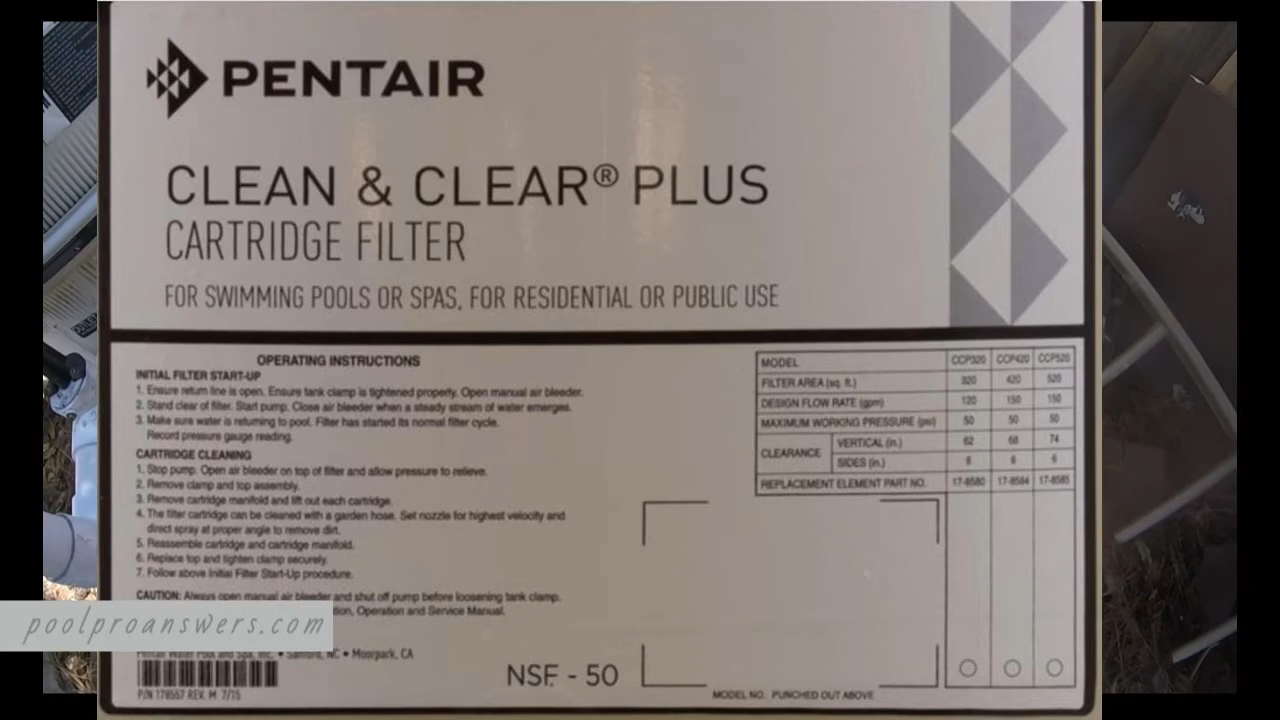 PENTAIR
CLEAN & CLEAR® PLUS
CARTRIDGE FILTER
FOR SWIMMING POOLS OR SPAS, FOR RESIDENTIAL OR PUBLIC USE
OPERATING INSTRUCTIONS
INITIAL FILTER START-UP
1. Ensure return line is open. Ensure tank clamp is tightened properly. Open manual air bleeder.
2. Stand clear of filter. Start pump. Close air bleeder when a steady stream of water emerges.
3. Make sure water is returning to pool. Filter has started its normal filter cycle.
Record pressure gauge reading.
CARTRIDGE CLEANING
1. Stop pump. Open air bleeder on top of filter and allow pressure to relieve.
2. Remove clamp and top assembly.
3. Remove cartridge manifold and lift out each cartridge.
4. The filter cartridge can be cleaned with a garden hose. Set nozzle for highest velocity and
direct spray at proper angle to remove dirt.
5. Reassemble cartridge and cartridge manifold.
6. Replace top and tighten clamp securely.
7. Follow above Initial Filter Start-Up procedure.
CAUTION: Always open manual air bleeder and shut off pump before loosening tank clamp.
Operation and Service Manual.
poolproanswers.com
Pentair Water Pool and Spa, Inc. • Sanford, NC • Moorpark, CA
P/N 178557 REV. M 7/15
NSF - 50
MODEL CCP320 CCP420 CCP520
FILTER AREA (sq. ft.) 320 420 520
DESIGN FLOW RATE (gpm) 120 150 150
MAXIMUM WORKING PRESSURE (psi) 50 50 50
CLEARANCE VERTICAL (in.) 62 68 74
SIDES (in.) 6 6 6
REPLACEMENT ELEMENT PART NO. 17-8580 17-8584 17-8585
MODEL NO. PUNCHED OUT ABOVE